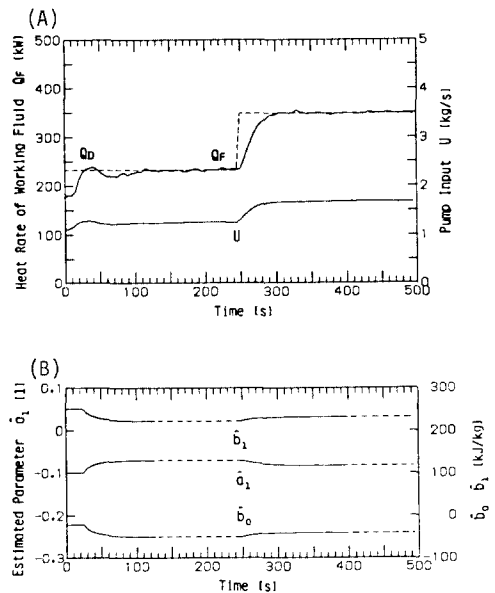 (A)
Heat Rate of Working Fluid Q_F [kW]
500
400
300
200
100
0
Q_D
Q_F
U
5
4
3
2
1
0
Pump Input U [kg/s]
0 100 200 300 400 500
Time [s]
(B)
Estimated Parameter â₁ [1]
0.1
0
-0.1
-0.2
-0.3
b̂₁
â₁
b̂₀
300
200
100
0
-100
b̂₀ b̂₁ [kJ/kg]
0 100 200 300 400 500
Time [s]